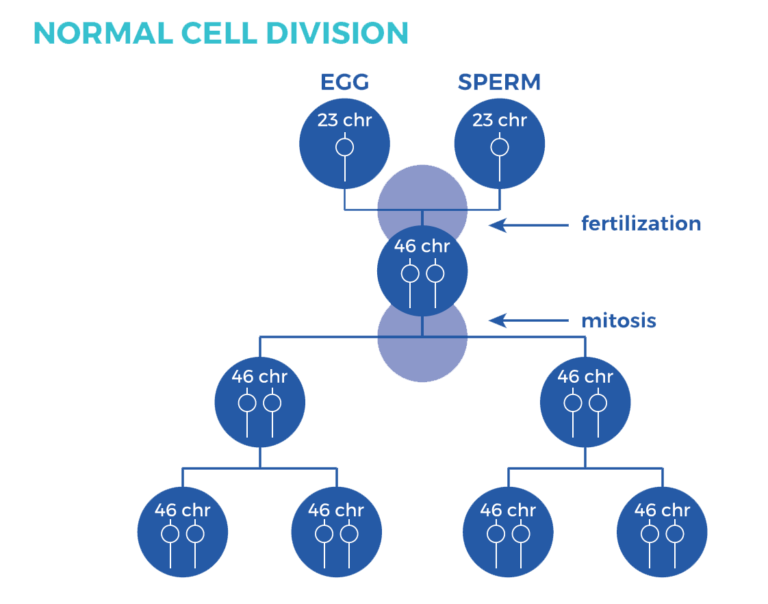 NORMAL CELL DIVISION
EGG
SPERM
23 chr
23 chr
fertilization
46 chr
mitosis
46 chr
46 chr
46 chr
46 chr
46 chr
46 chr